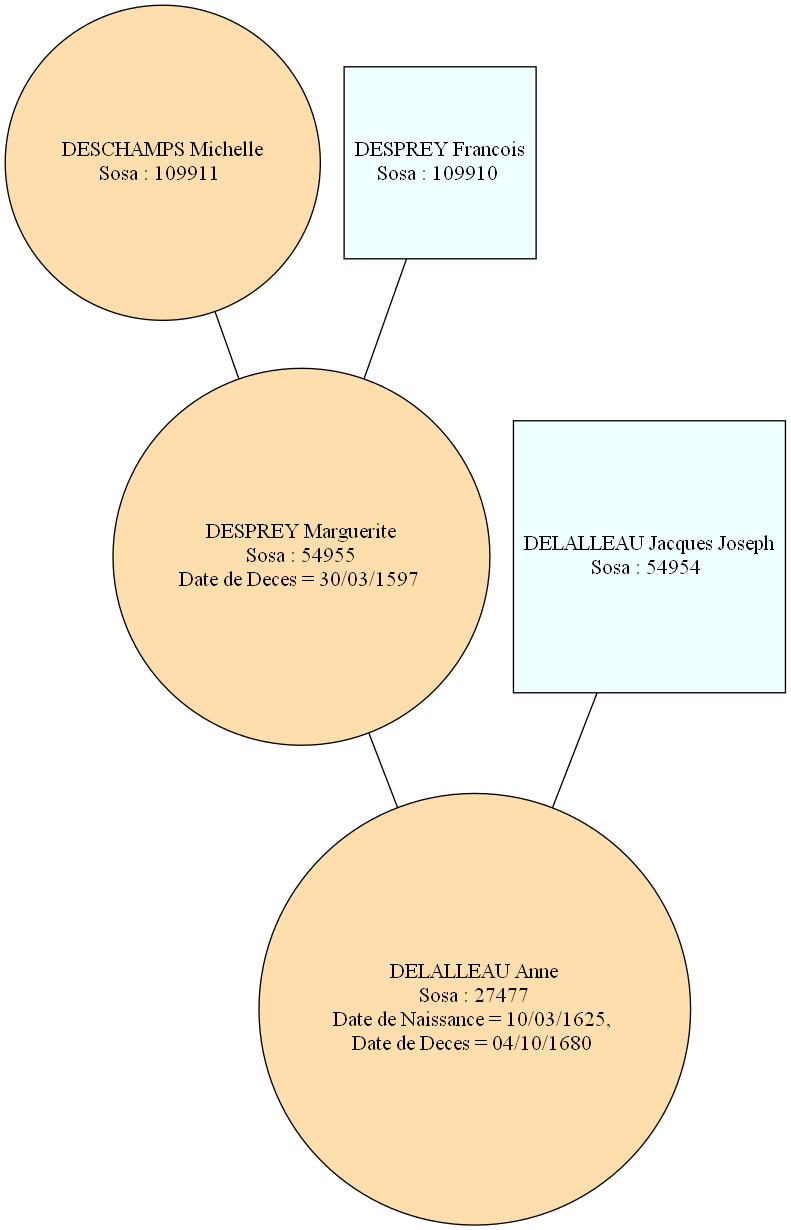 DESCHAMPS Michelle
Sosa : 109911
DESPREY Francois
Sosa : 109910
DESPREY Marguerite
Sosa : 54955
Date de Deces = 30/03/1597
DELALLEAU Jacques Joseph
Sosa : 54954
DELALLEAU Anne
Sosa : 27477
Date de Naissance = 10/03/1625,
Date de Deces = 04/10/1680